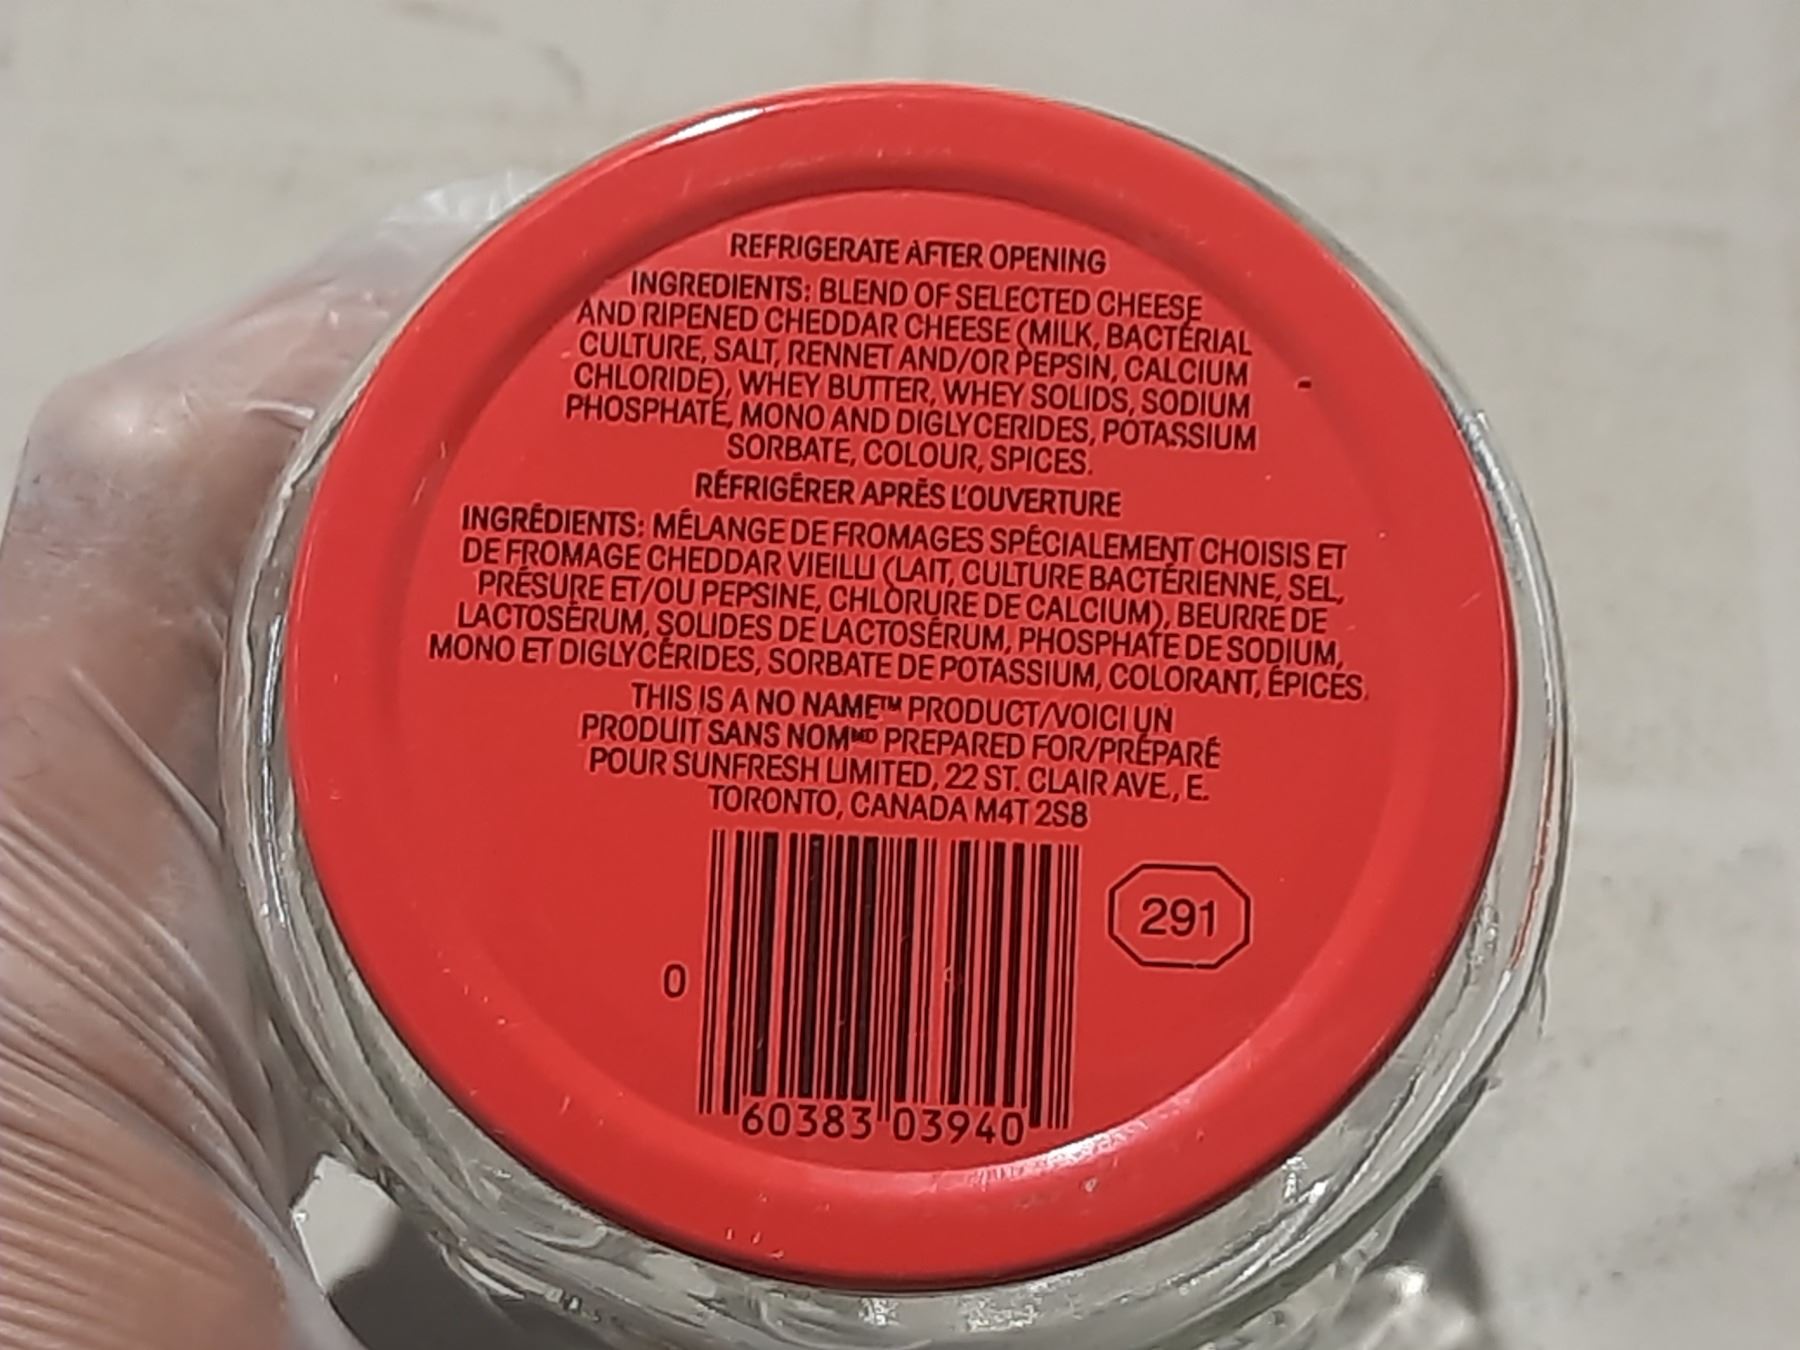 REFRIGERATE AFTER OPENING
INGREDIENTS: BLEND OF SELECTED CHEESE
AND RIPENED CHEDDAR CHEESE (MILK, BACTERIAL
CULTURE, SALT, RENNET AND/OR PEPSIN, CALCIUM
CHLORIDE), WHEY BUTTER, WHEY SOLIDS, SODIUM
PHOSPHATE, MONO AND DIGLYCERIDES, POTASSIUM
SORBATE, COLOUR, SPICES.
RÉFRIGÉRER APRÈS L'OUVERTURE
INGRÉDIENTS: MÉLANGE DE FROMAGES SPÉCIALEMENT CHOISIS ET
DE FROMAGE CHEDDAR VIEILLI (LAIT, CULTURE BACTÉRIENNE, SEL,
PRÉSURE ET/OU PEPSINE, CHLORURE DE CALCIUM), BEURRE DE
LACTOSÉRUM, SOLIDES DE LACTOSÉRUM, PHOSPHATE DE SODIUM,
MONO ET DIGLYCÉRIDES, SORBATE DE POTASSIUM, COLORANT, ÉPICES.
THIS IS A NO NAME™ PRODUCT/VOICI UN
PRODUIT SANS NOMᴹᴰ PREPARED FOR/PRÉPARÉ
POUR SUNFRESH LIMITED, 22 ST. CLAIR AVE., E.
TORONTO, CANADA M4T 2S8
291
0 60383 03940